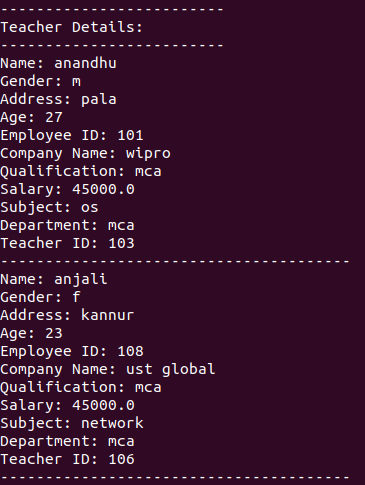 -------------------------
Teacher Details:
-------------------------
Name: anandhu
Gender: m
Address: pala
Age: 27
Employee ID: 101
Company Name: wipro
Qualification: mca
Salary: 45000.0
Subject: os
Department: mca
Teacher ID: 103
---------------------------------------
Name: anjali
Gender: f
Address: kannur
Age: 23
Employee ID: 108
Company Name: ust global
Qualification: mca
Salary: 45000.0
Subject: network
Department: mca
Teacher ID: 106
---------------------------------------